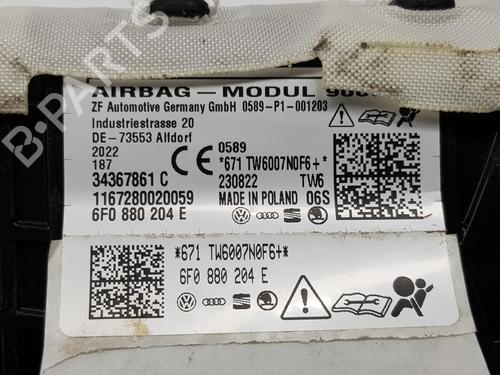 AIRBAG – MODUL
ZF Automotive Germany GmbH 0589-P1-001203
Industriestrasse 20
DE-73553 Alfdorf
2022
187
34367861 C
1167280020059
6F0 880 204 E
CE 0589
*671 TW6007N0F6+*
230822 TW6
MADE IN POLAND 06S
*671 TW6007N0F6+*
6F0 880 204 E
B-PARTS